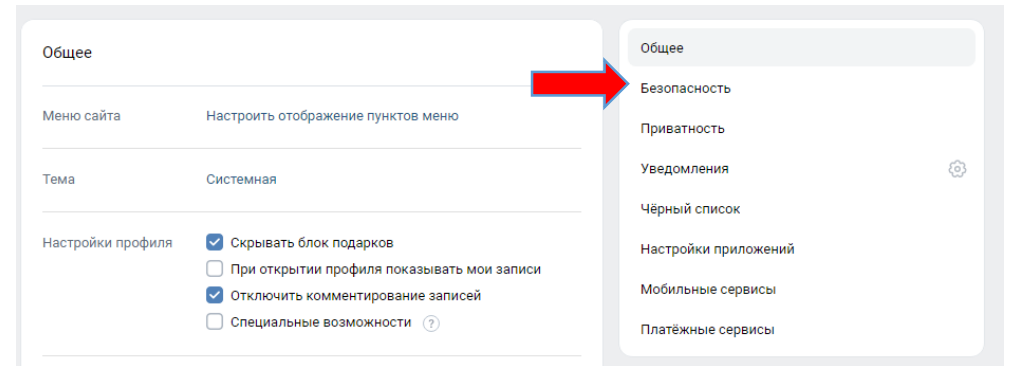 Общее
Меню сайта Настроить отображение пунктов меню
Тема Системная
Настройки профиля Скрывать блок подарков
При открытии профиля показывать мои записи
Отключить комментирование записей
Специальные возможности ?
Общее
Безопасность
Приватность
Уведомления
Чёрный список
Настройки приложений
Мобильные сервисы
Платёжные сервисы